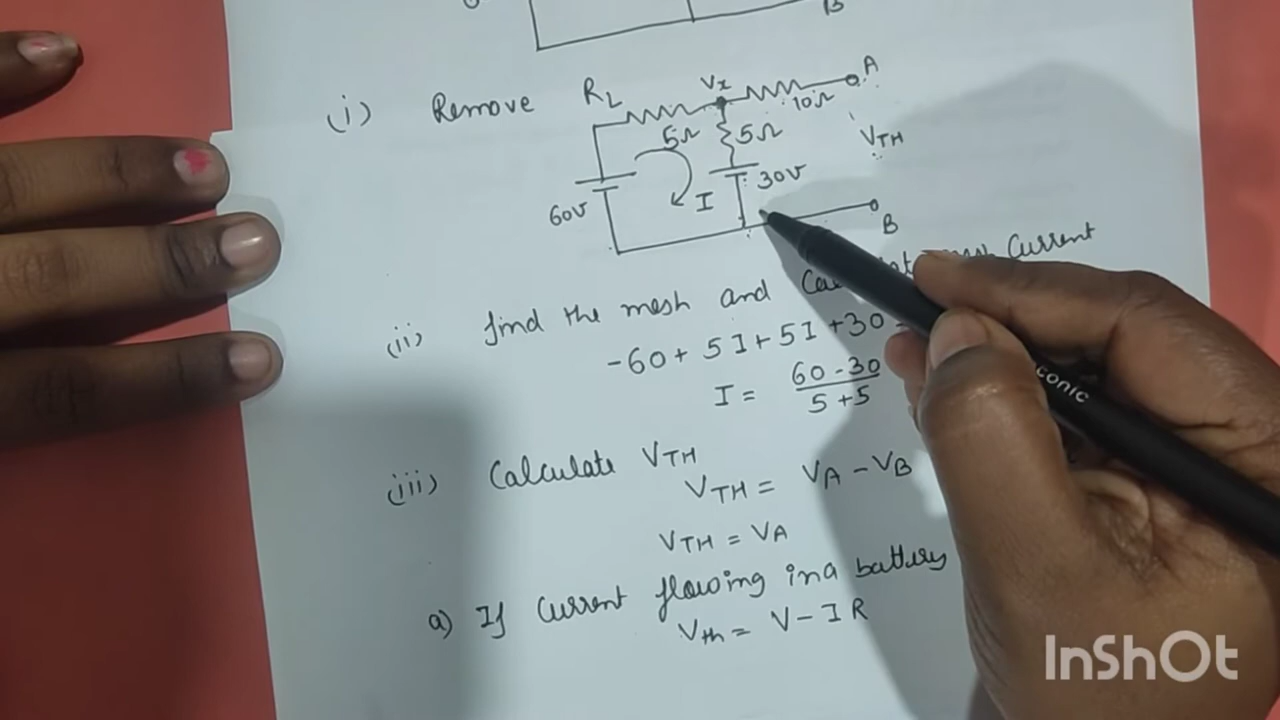 B
(i) Remove RL
Vx
A
5Ω
10Ω
5Ω
VTH
60V
I
30V
B
(ii) find the mesh and Current
-60+ 5I+ 5I +30
I = 60-30
5+5
(iii) Calculate VTH
VTH = VA - VB
VTH = VA
a) If Current flowing in a battery
Vth = V - IR
conic
InShOt